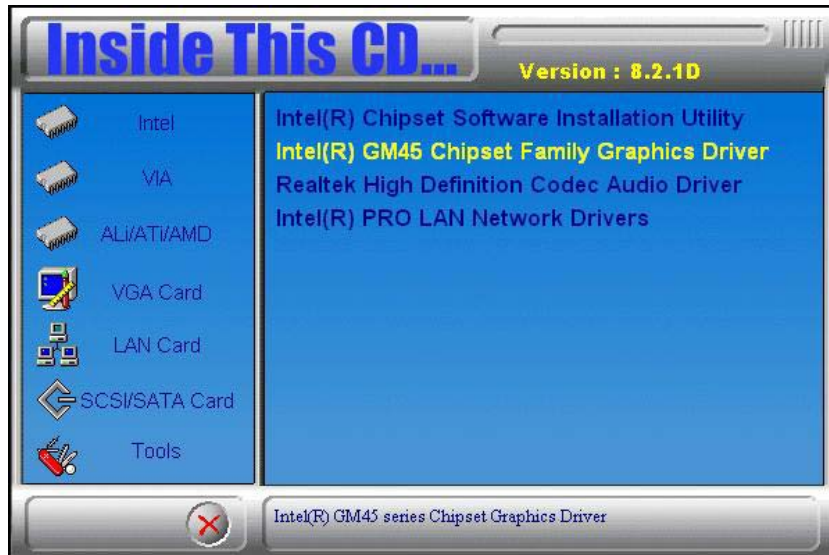 Inside This CD...
Version : 8.2.1D
Intel
VIA
ALi/ATi/AMD
VGA Card
LAN Card
SCSI/SATA Card
Tools
Intel(R) Chipset Software Installation Utility
Intel(R) GM45 Chipset Family Graphics Driver
Realtek High Definition Codec Audio Driver
Intel(R) PRO LAN Network Drivers
Intel(R) GM45 series Chipset Graphics Driver